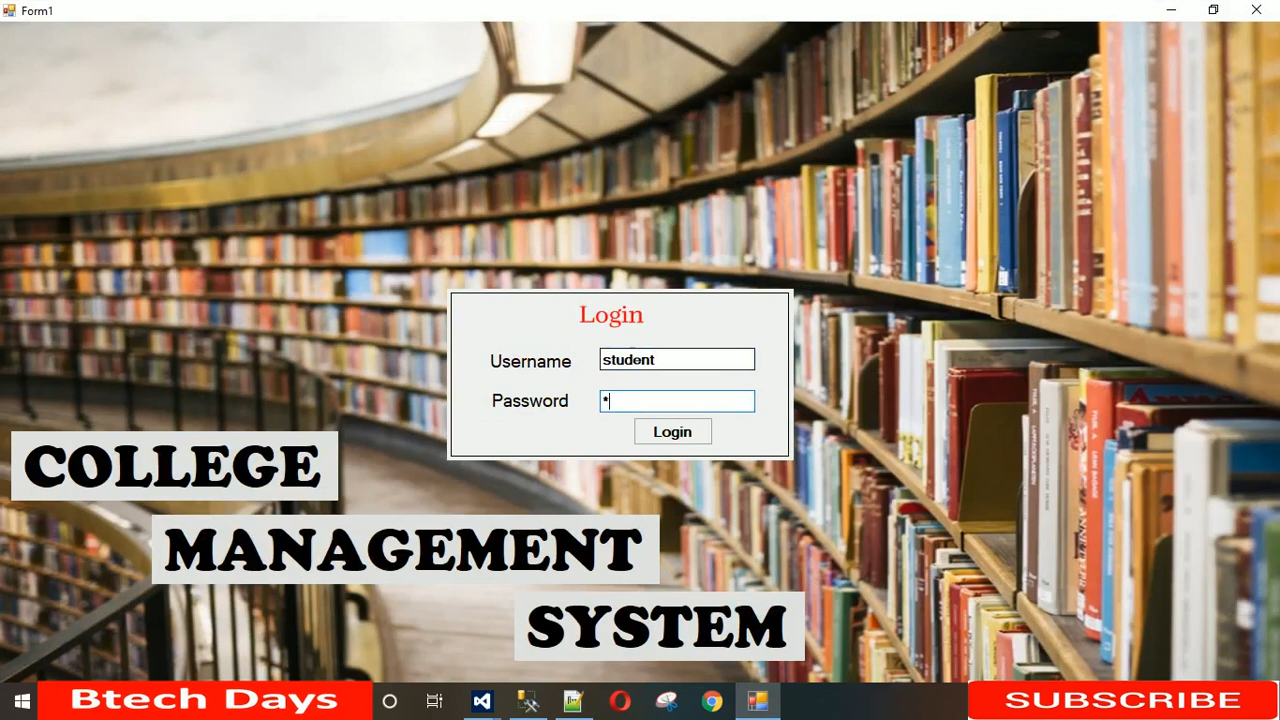 Form1
Login
Username student
Password *
Login
COLLEGE
MANAGEMENT
SYSTEM
Btech Days
SUBSCRIBE